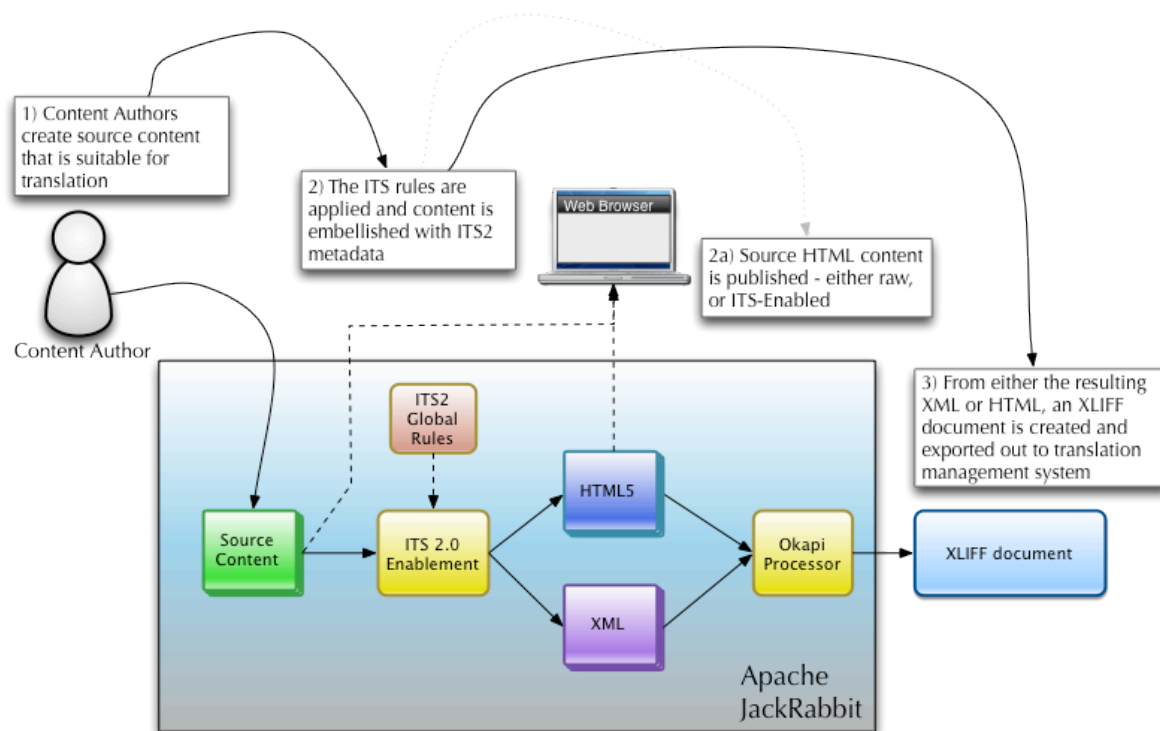 1) Content Authors
create source content
that is suitable for
translation
2) The ITS rules are
applied and content is
embellished with ITS2
metadata
Web Browser
2a) Source HTML content
is published - either raw,
or ITS-Enabled
Content Author
3) From either the resulting
XML or HTML, an XLIFF
document is created and
exported out to translation
management system
ITS2
Global
Rules
HTML5
Source
Content
ITS 2.0
Enablement
Okapi
Processor
XLIFF document
XML
Apache
JackRabbit